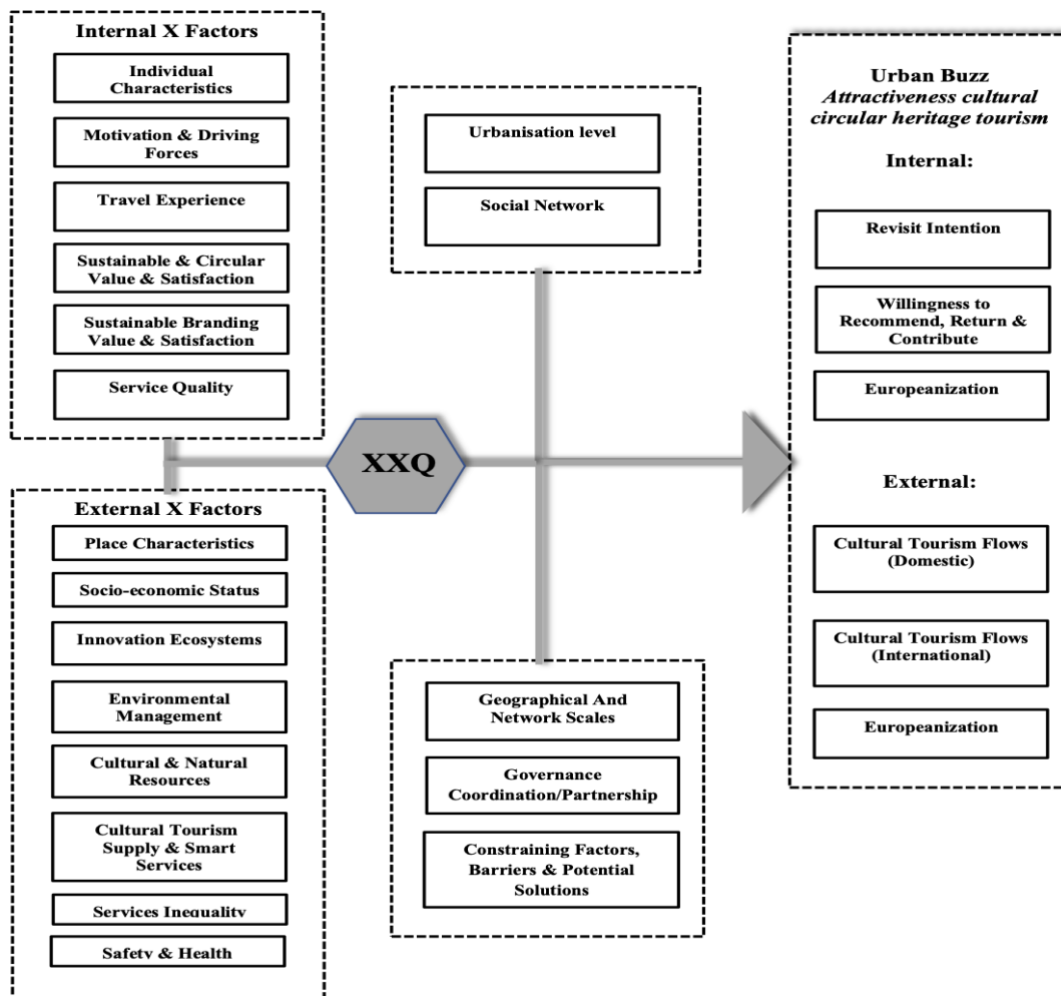 Internal X Factors
Individual
Characteristics
Motivation & Driving
Forces
Travel Experience
Sustainable & Circular
Value & Satisfaction
Sustainable Branding
Value & Satisfaction
Service Quality
External X Factors
Place Characteristics
Socio-economic Status
Innovation Ecosystems
Environmental
Management
Cultural & Natural
Resources
Cultural Tourism
Supply & Smart
Services
Services Inequality
Safety & Health
XXQ
Urbanisation level
Social Network
Geographical And
Network Scales
Governance
Coordination/Partnership
Constraining Factors,
Barriers & Potential
Solutions
Urban Buzz
Attractiveness cultural
circular heritage tourism
Internal:
Revisit Intention
Willingness to
Recommend, Return &
Contribute
Europeanization
External:
Cultural Tourism Flows
(Domestic)
Cultural Tourism Flows
(International)
Europeanization